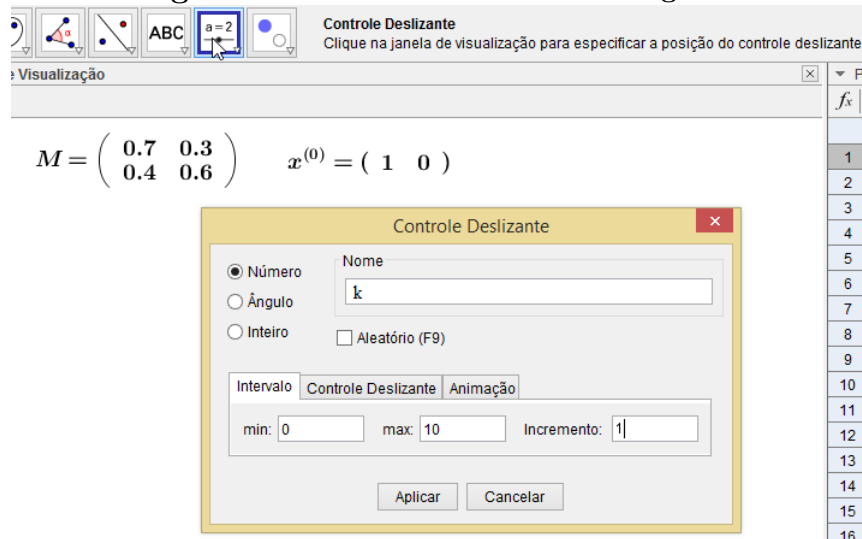 ABC
a=2
Controle Deslizante
Clique na janela de visualização para especificar a posição do controle deslizante
Visualização
fx
M = ( 0.7 0.3
0.4 0.6 )
x(0) = ( 1 0 )
1
2
3
4
5
6
7
8
9
10
11
12
13
14
15
16
Controle Deslizante
Número
Ângulo
Inteiro
Nome
k
Aleatório (F9)
Intervalo Controle Deslizante Animação
min: 0 max: 10 Incremento: 1
Aplicar Cancelar